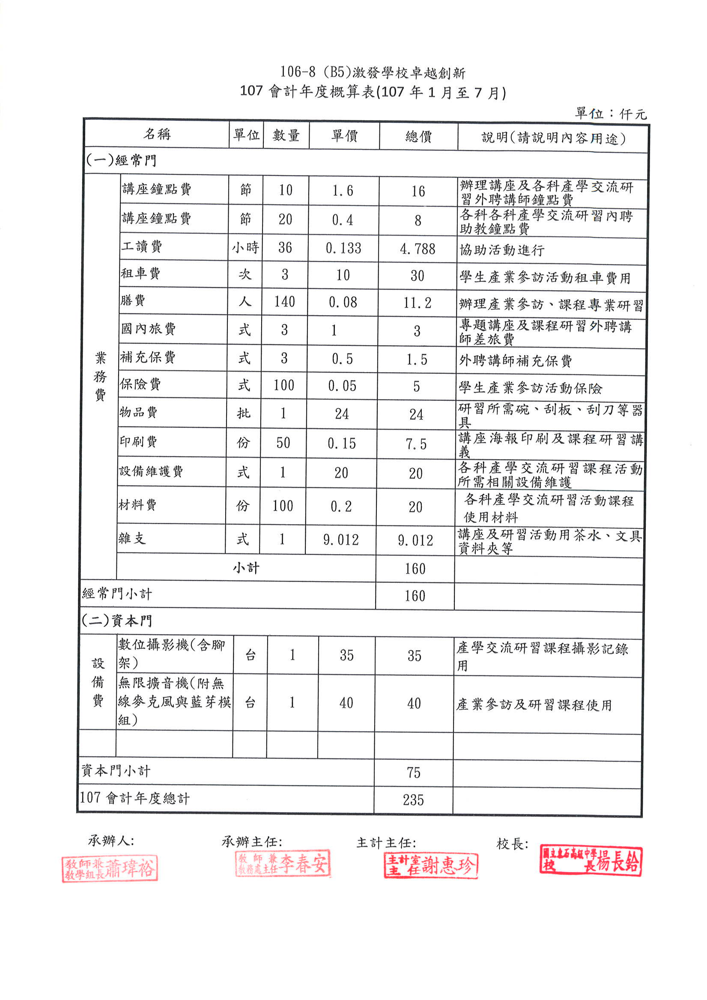 106-8 (B5)激發學校卓越創新
107 會計年度概算表(107 年 1 月至 7 月)
單位：仟元
名稱 單位 數量 單價 總價 說明(請說明內容用途)
(一)經常門
業務費
講座鐘點費 節 10 1.6 16 辦理講座及各科產學交流研
習外聘講師鐘點費
講座鐘點費 節 20 0.4 8 各科各科產學交流研習內聘
助教鐘點費
工讀費 小時 36 0.133 4.788 協助活動進行
租車費 次 3 10 30 學生產業參訪活動租車費用
膳費 人 140 0.08 11.2 辦理產業參訪、課程專業研習
國內旅費 式 3 1 3 專題講座及課程研習外聘講
師差旅費
補充保費 式 3 0.5 1.5 外聘講師補充保費
保險費 式 100 0.05 5 學生產業參訪活動保險
物品費 批 1 24 24 研習所需碗、刮板、刮刀等器
具
印刷費 份 50 0.15 7.5 講座海報印刷及課程研習講
義
設備維護費 式 1 20 20 各科產學交流研習課程活動
所需相關設備維護
材料費 份 100 0.2 20 各科產學交流研習活動課程
使用材料
雜支 式 1 9.012 9.012 講座及研習活動用茶水、文具
資料夾等
小計 160
經常門小計 160
(二)資本門
設備費
數位攝影機(含腳
架) 台 1 35 35 產學交流研習課程攝影記錄
用
無限擴音機(附無
線麥克風與藍芽模
組) 台 1 40 40 產業參訪及研習課程使用
資本門小計 75
107 會計年度總計 235
承辦人: 承辦主任: 主計主任: 校長:
教師兼
教學組長 蕭瑋裕
教師兼
教務處主任 李春安
主計室
主任 謝惠珍
國立東石高級中學
校長 楊長鉿